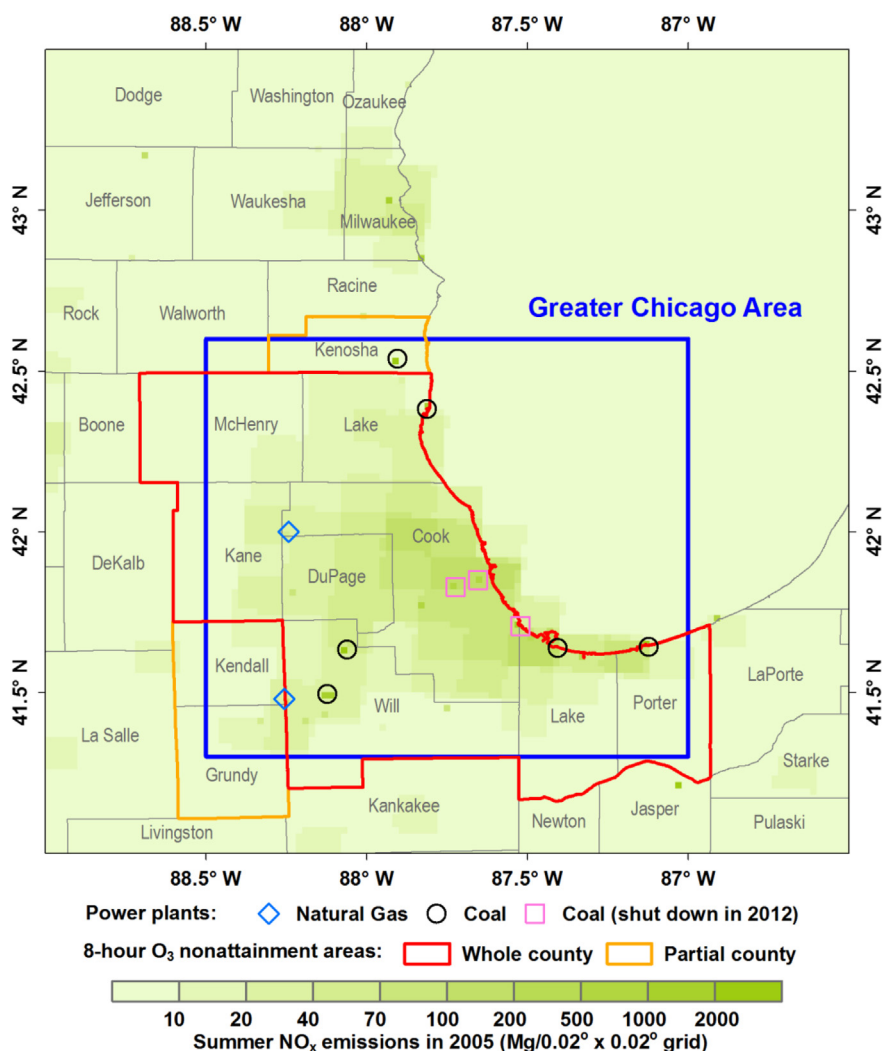 88.5° W 88° W 87.5° W 87° W
Dodge
Washington
Ozaukee
43° N
43° N
Jefferson
Waukesha
Milwaukee
Racine
Rock
Walworth
Greater Chicago Area
Kenosha
42.5° N
42.5° N
Boone
McHenry
Lake
42° N
42° N
Cook
DeKalb
Kane
DuPage
Kendall
LaPorte
41.5° N
41.5° N
Will
Lake
Porter
La Salle
Grundy
Starke
Kankakee
Jasper
Newton
Pulaski
Livingston
88.5° W 88° W 87.5° W 87° W
Power plants: Natural Gas Coal Coal (shut down in 2012)
8-hour O₃ nonattainment areas: Whole county Partial county
10 20 40 70 100 200 500 1000 2000
Summer NOₓ emissions in 2005 (Mg/0.02° x 0.02° grid)